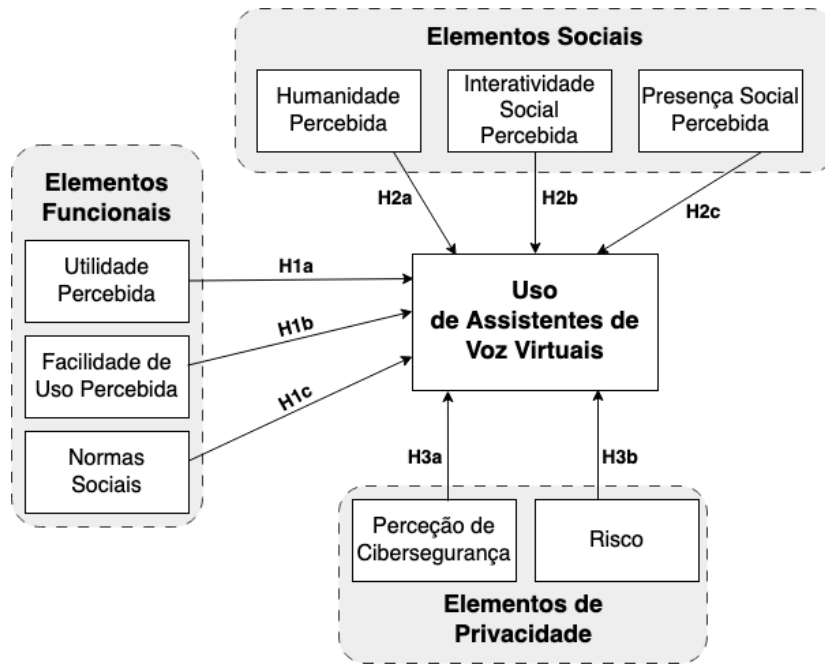 Elementos Sociais
Humanidade
Percebida
Interatividade
Social
Percebida
Presença Social
Percebida
H2a
H2b
H2c
Elementos
Funcionais
Utilidade
Percebida
Facilidade de
Uso Percebida
Normas
Sociais
H1a
H1b
H1c
Uso
de Assistentes de
Voz Virtuais
H3a
H3b
Perceção de
Cibersegurança
Risco
Elementos de
Privacidade